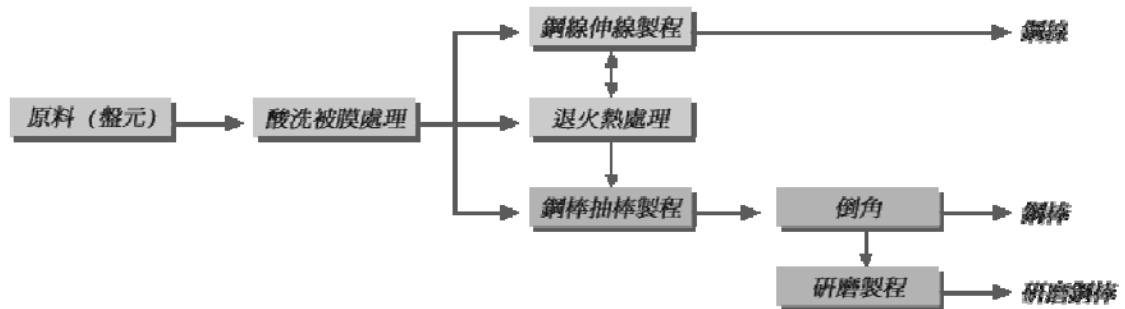 鋼線伸線製程
鋼線
原料（盤元）
酸洗被膜處理
退火熱處理
鋼棒抽棒製程
倒角
鋼棒
研磨製程
研磨鋼棒